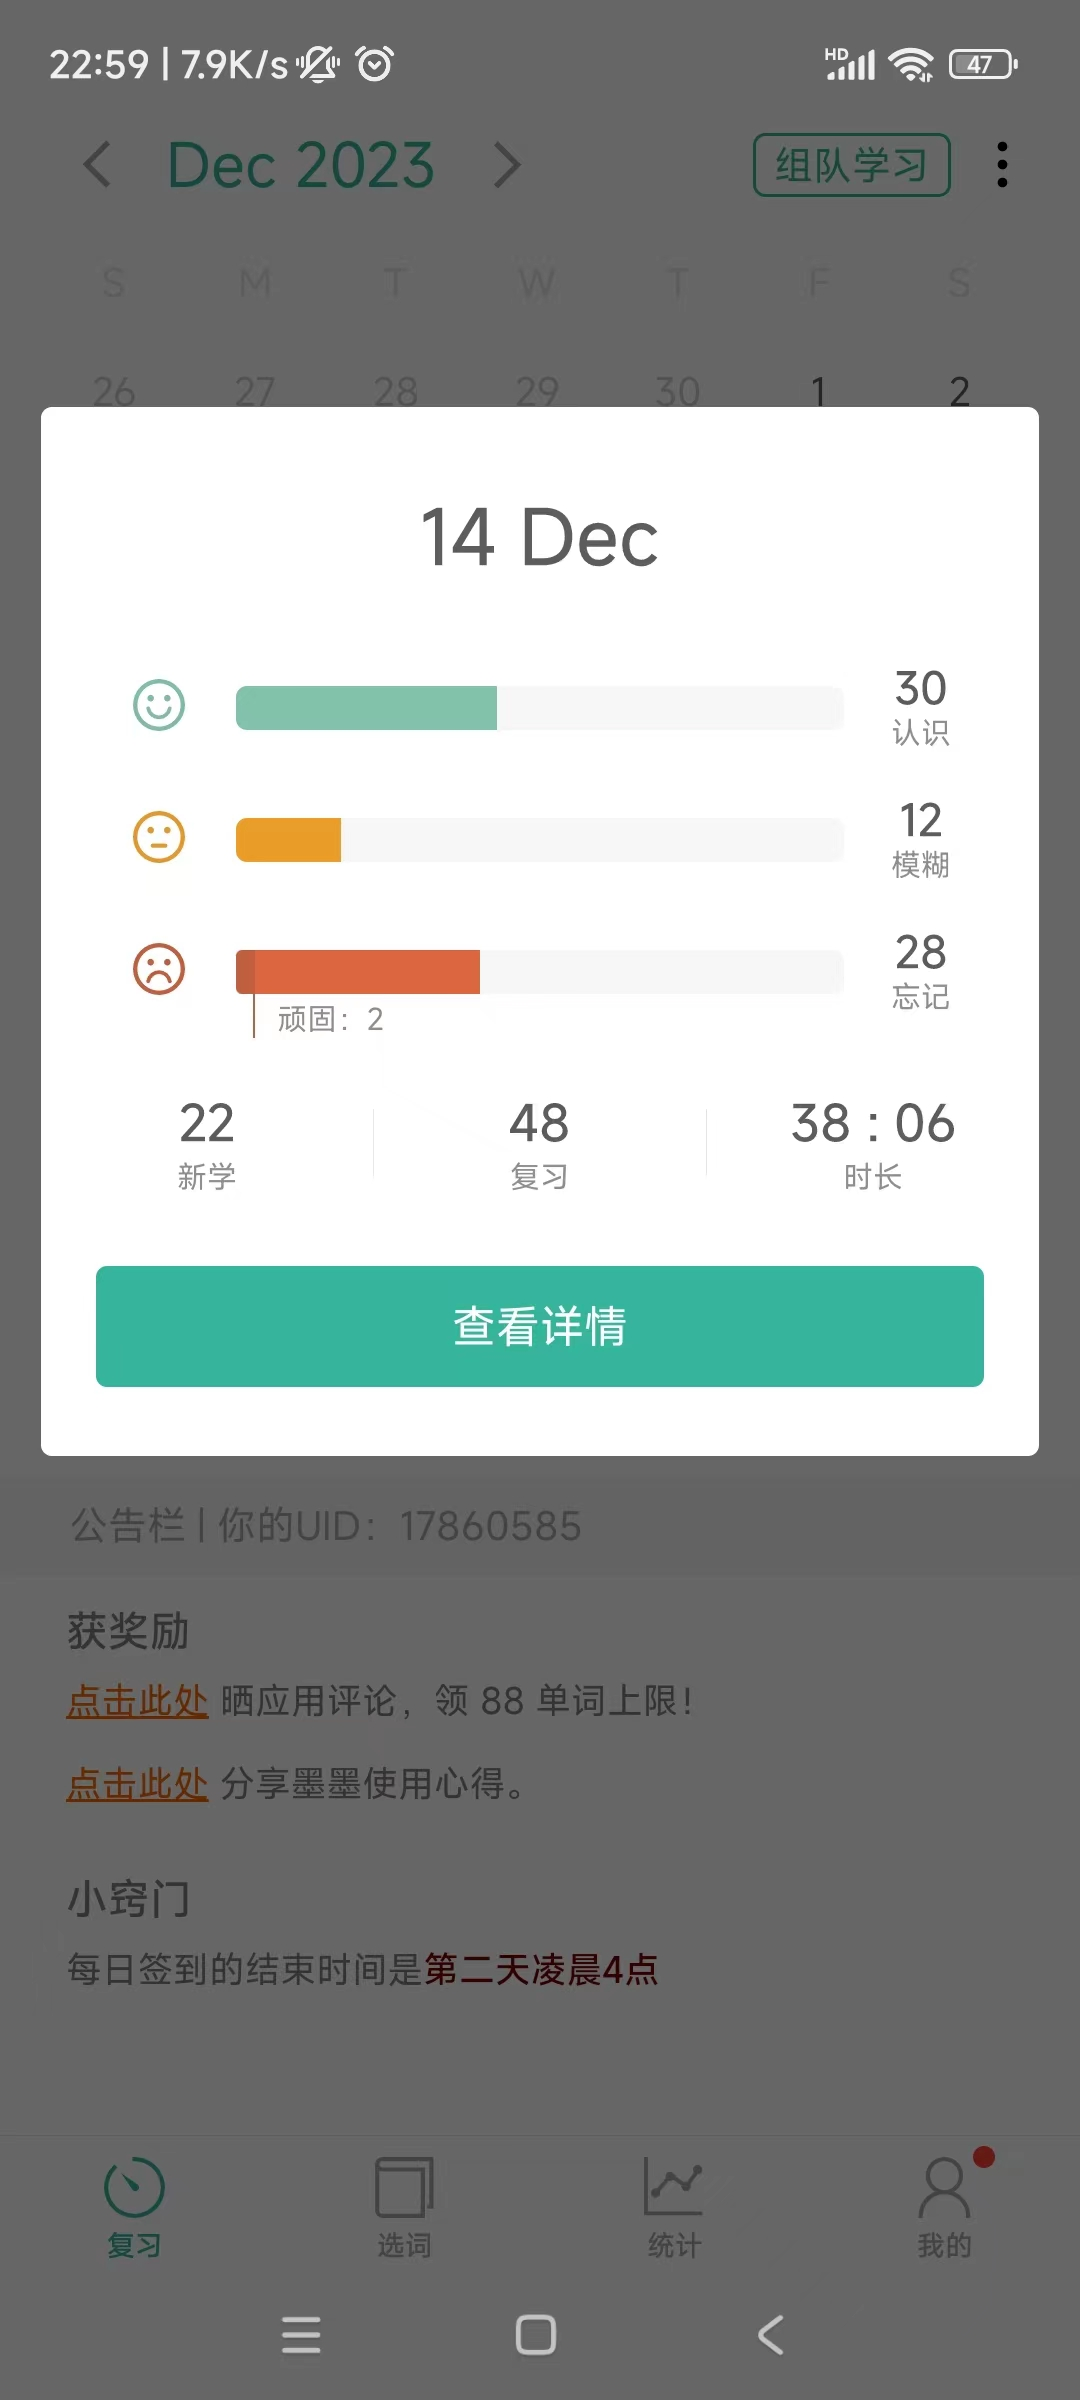 22:59 | 7.9K/s HD 47
Dec 2023 组队学习
S M T W T F S
26 27 28 29 30 1 2
14 Dec
30
认识
12
模糊
28
忘记
顽固：2
22 48 38 : 06
新学 复习 时长
查看详情
公告栏 | 你的UID：17860585
获奖励
点击此处 晒应用评论，领 88 单词上限！
点击此处 分享墨墨使用心得。
小窍门
每日签到的结束时间是第二天凌晨4点
复习 选词 统计 我的